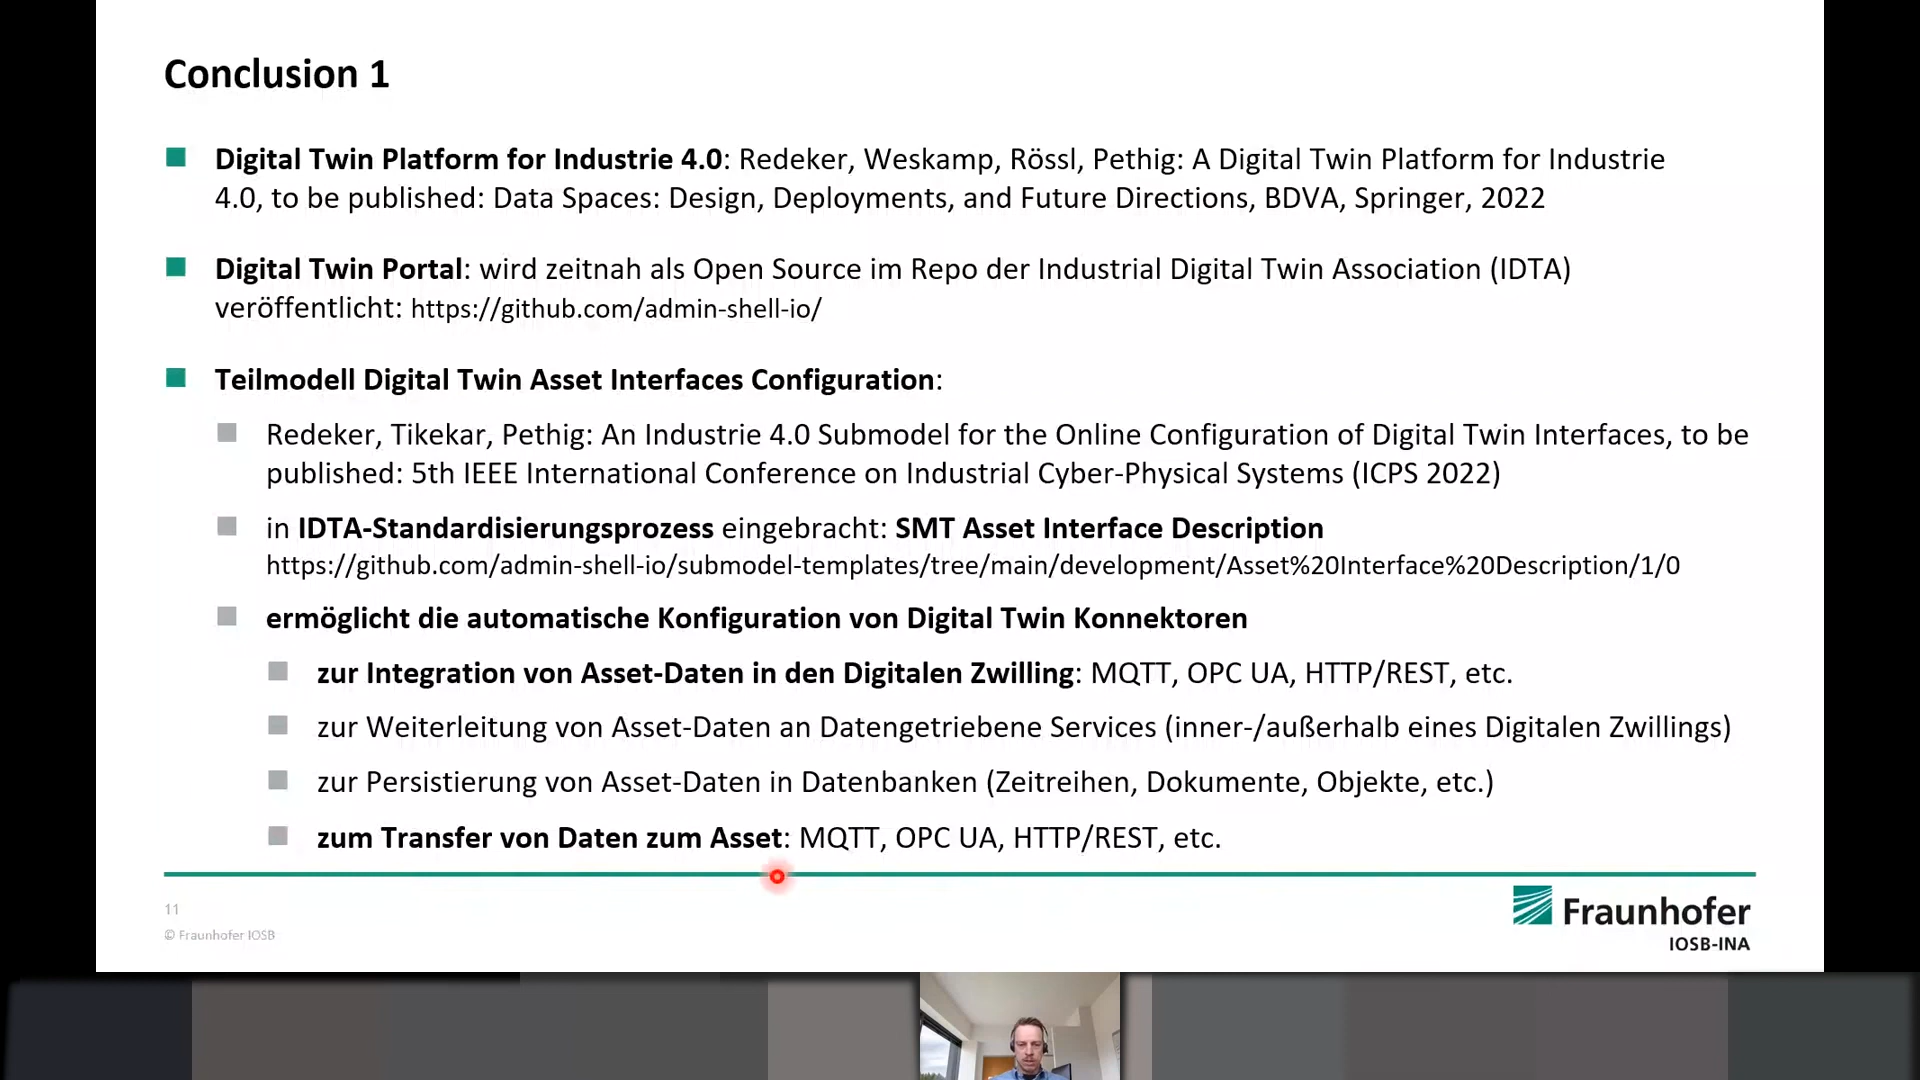 Conclusion 1
Digital Twin Platform for Industrie 4.0: Redeker, Weskamp, Rössl, Pethig: A Digital Twin Platform for Industrie
4.0, to be published: Data Spaces: Design, Deployments, and Future Directions, BDVA, Springer, 2022
Digital Twin Portal: wird zeitnah als Open Source im Repo der Industrial Digital Twin Association (IDTA)
veröffentlicht: https://github.com/admin-shell-io/
Teilmodell Digital Twin Asset Interfaces Configuration:
Redeker, Tikekar, Pethig: An Industrie 4.0 Submodel for the Online Configuration of Digital Twin Interfaces, to be
published: 5th IEEE International Conference on Industrial Cyber-Physical Systems (ICPS 2022)
in IDTA-Standardisierungsprozess eingebracht: SMT Asset Interface Description
https://github.com/admin-shell-io/submodel-templates/tree/main/development/Asset%20Interface%20Description/1/0
ermöglicht die automatische Konfiguration von Digital Twin Konnektoren
zur Integration von Asset-Daten in den Digitalen Zwilling: MQTT, OPC UA, HTTP/REST, etc.
zur Weiterleitung von Asset-Daten an Datengetriebene Services (inner-/außerhalb eines Digitalen Zwillings)
zur Persistierung von Asset-Daten in Datenbanken (Zeitreihen, Dokumente, Objekte, etc.)
zum Transfer von Daten zum Asset: MQTT, OPC UA, HTTP/REST, etc.
11
© Fraunhofer IOSB
Fraunhofer
IOSB-INA